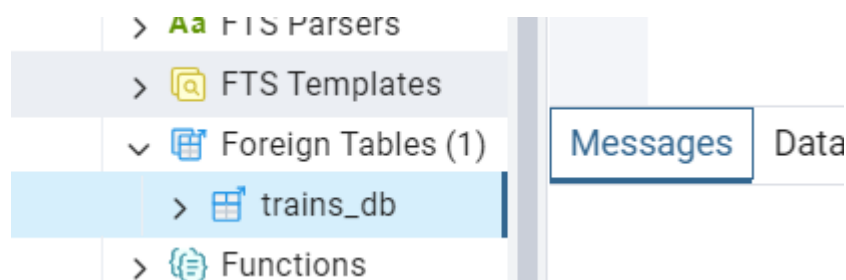 Aa FTS Parsers
FTS Templates
Foreign Tables (1)
trains_db
Functions
Messages Data